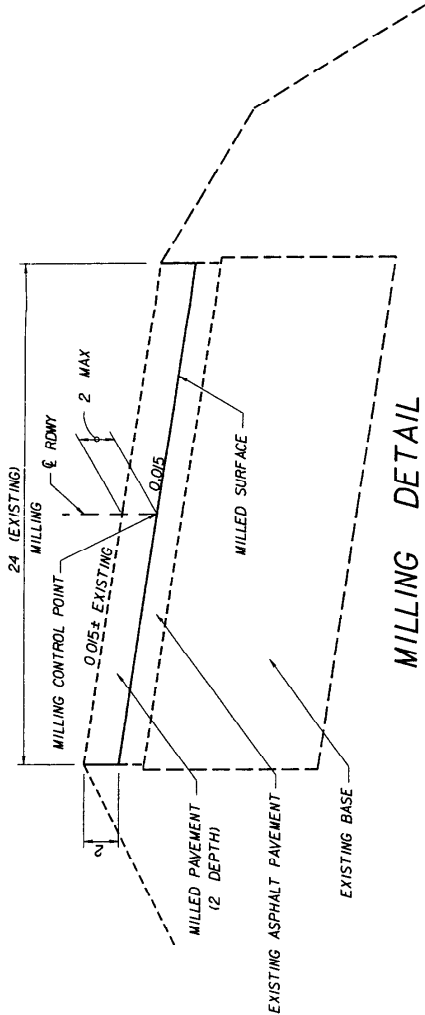 24 (EXISTING)
MILLING
℄ RDWY
2 MAX
MILLING CONTROL POINT
0.015± EXISTING
0.015
2
MILLED SURFACE
MILLED PAVEMENT
(2 DEPTH)
EXISTING ASPHALT PAVEMENT
EXISTING BASE
MILLING DETAIL